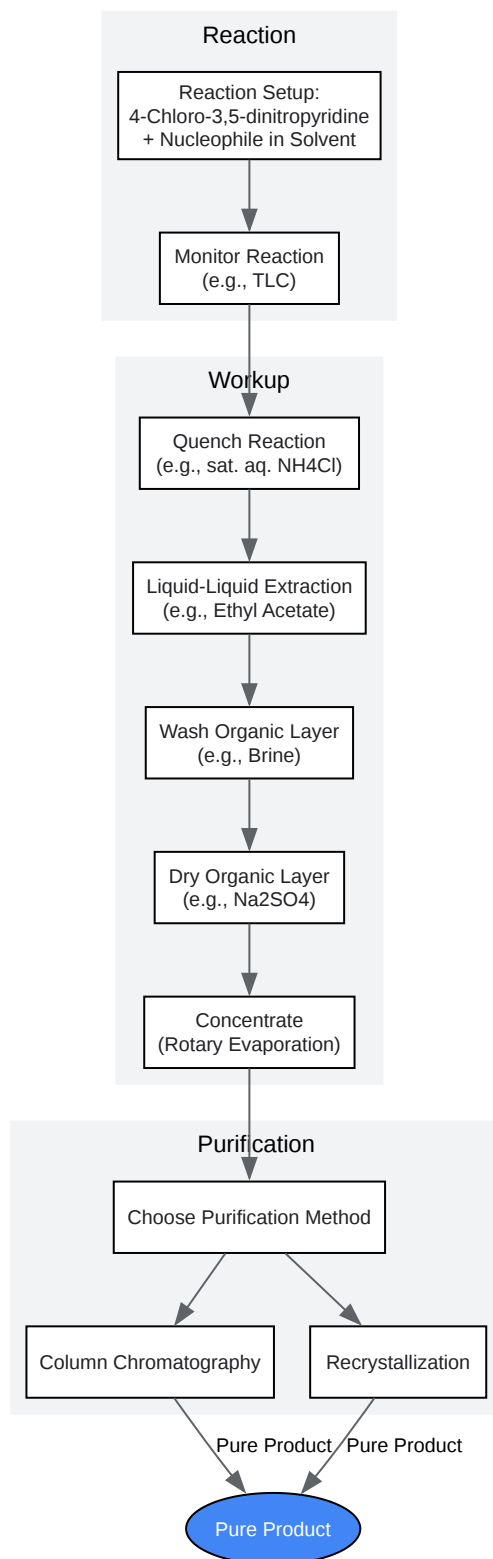 Reaction
Reaction Setup:
4-Chloro-3,5-dinitropyridine
+ Nucleophile in Solvent
Monitor Reaction
(e.g., TLC)
Workup
Quench Reaction
(e.g., sat. aq. NH4Cl)
Liquid-Liquid Extraction
(e.g., Ethyl Acetate)
Wash Organic Layer
(e.g., Brine)
Dry Organic Layer
(e.g., Na2SO4)
Concentrate
(Rotary Evaporation)
Purification
Choose Purification Method
Column Chromatography
Recrystallization
Pure Product
Pure Product
Pure Product